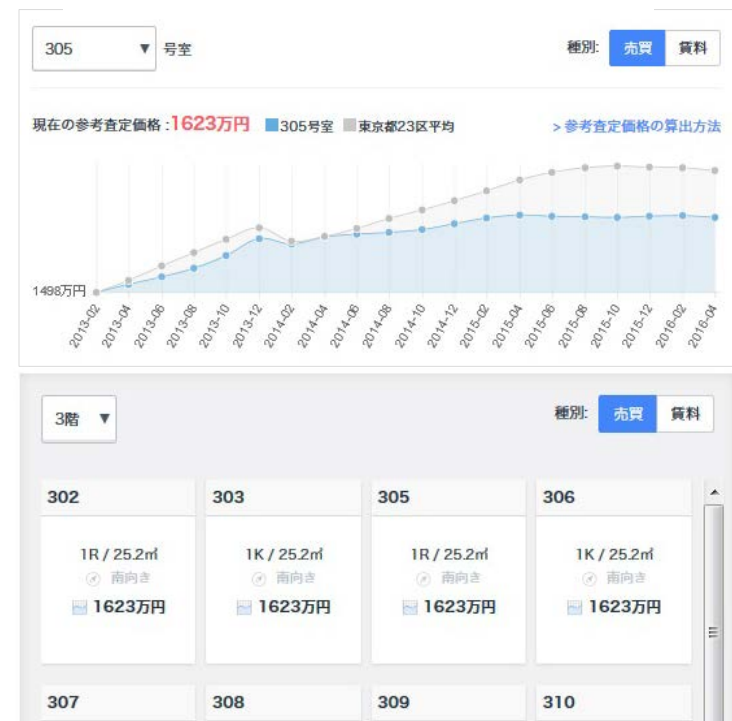 305 ▼ 号室 種別: 売買 賃料
現在の参考査定価格 :1623万円 305号室 東京都23区平均 > 参考査定価格の算出方法
1498万円
2013-02 2013-04 2013-06 2013-08 2013-10 2013-12 2014-02 2014-04 2014-06 2014-08 2014-10 2014-12 2015-02 2015-04 2015-06 2015-08 2015-10 2015-12 2016-02 2016-04
3階 ▼ 種別: 売買 賃料
302 303 305 306
1R / 25.2㎡ 1K / 25.2㎡ 1R / 25.2㎡ 1K / 25.2㎡
南向き 南向き 南向き 南向き
1623万円 1623万円 1623万円 1623万円
307 308 309 310